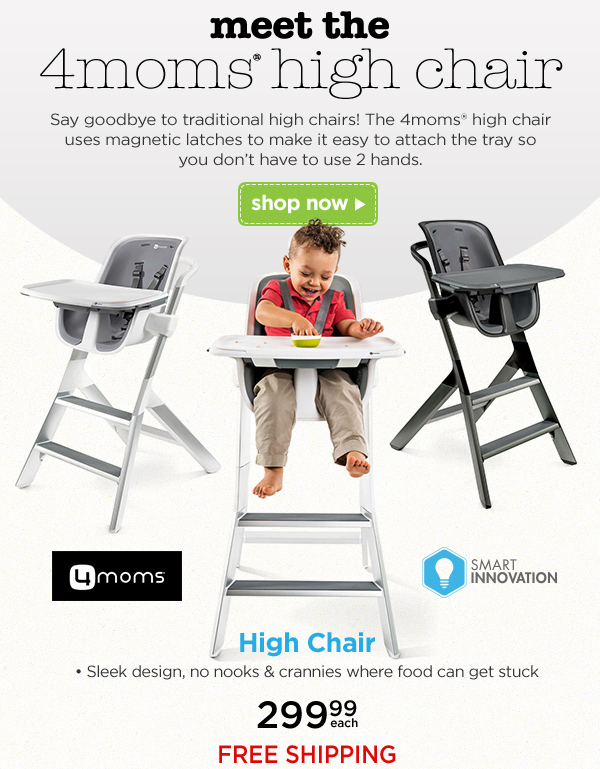 meet the
4moms® high chair
Say goodbye to traditional high chairs! The 4moms® high chair
uses magnetic latches to make it easy to attach the tray so
you don't have to use 2 hands.
shop now
4moms
SMART
INNOVATION
High Chair
• Sleek design, no nooks & crannies where food can get stuck
299.99
each
FREE SHIPPING